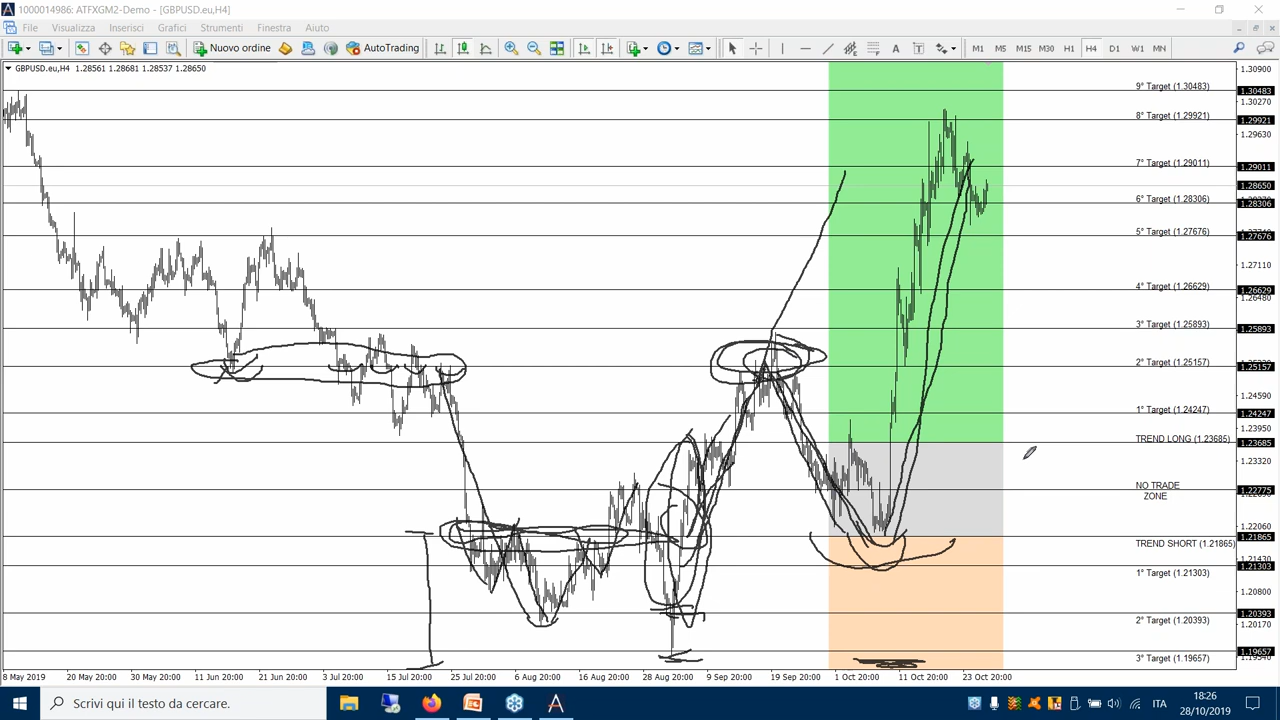 1000014986: ATFXGM2-Demo - [GBPUSD.eu,H4]
File Visualizza Inserisci Grafici Strumenti Finestra Aiuto
Nuovo ordine AutoTrading M1 M5 M15 M30 H1 H4 D1 W1 MN
GBPUSD.eu,H4 1.28561 1.28681 1.28537 1.28650
1.30900
9° Target (1.30483) 1.30483
1.30270
8° Target (1.29921) 1.29921
1.29630
7° Target (1.29011) 1.29011
1.28650
6° Target (1.28306) 1.28306
5° Target (1.27676) 1.27676
1.27110
4° Target (1.26629) 1.26629
1.26480
3° Target (1.25893) 1.25893
2° Target (1.25157) 1.25157
1.24590
1° Target (1.24247) 1.24247
1.23950
TREND LONG (1.23685) 1.23685
1.23320
NO TRADE 1.22775
ZONE
1.22060
TREND SHORT (1.21865) 1.21865
1° Target (1.21303) 1.21303
1.20800
2° Target (1.20393) 1.20393
1.20170
3° Target (1.19657) 1.19657
8 May 2019 20 May 20:00 30 May 20:00 11 Jun 20:00 21 Jun 20:00 3 Jul 20:00 15 Jul 20:00 25 Jul 20:00 6 Aug 20:00 16 Aug 20:00 28 Aug 20:00 9 Sep 20:00 19 Sep 20:00 1 Oct 20:00 11 Oct 20:00 23 Oct 20:00
Scrivi qui il testo da cercare. ITA 18:26
28/10/2019